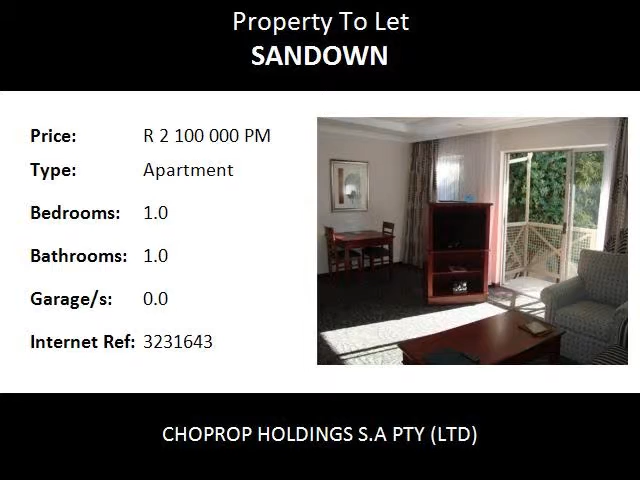 Property To Let
SANDOWN
Price: R 2 100 000 PM
Type: Apartment
Bedrooms: 1.0
Bathrooms: 1.0
Garage/s: 0.0
Internet Ref: 3231643
CHOPROP HOLDINGS S.A PTY (LTD)